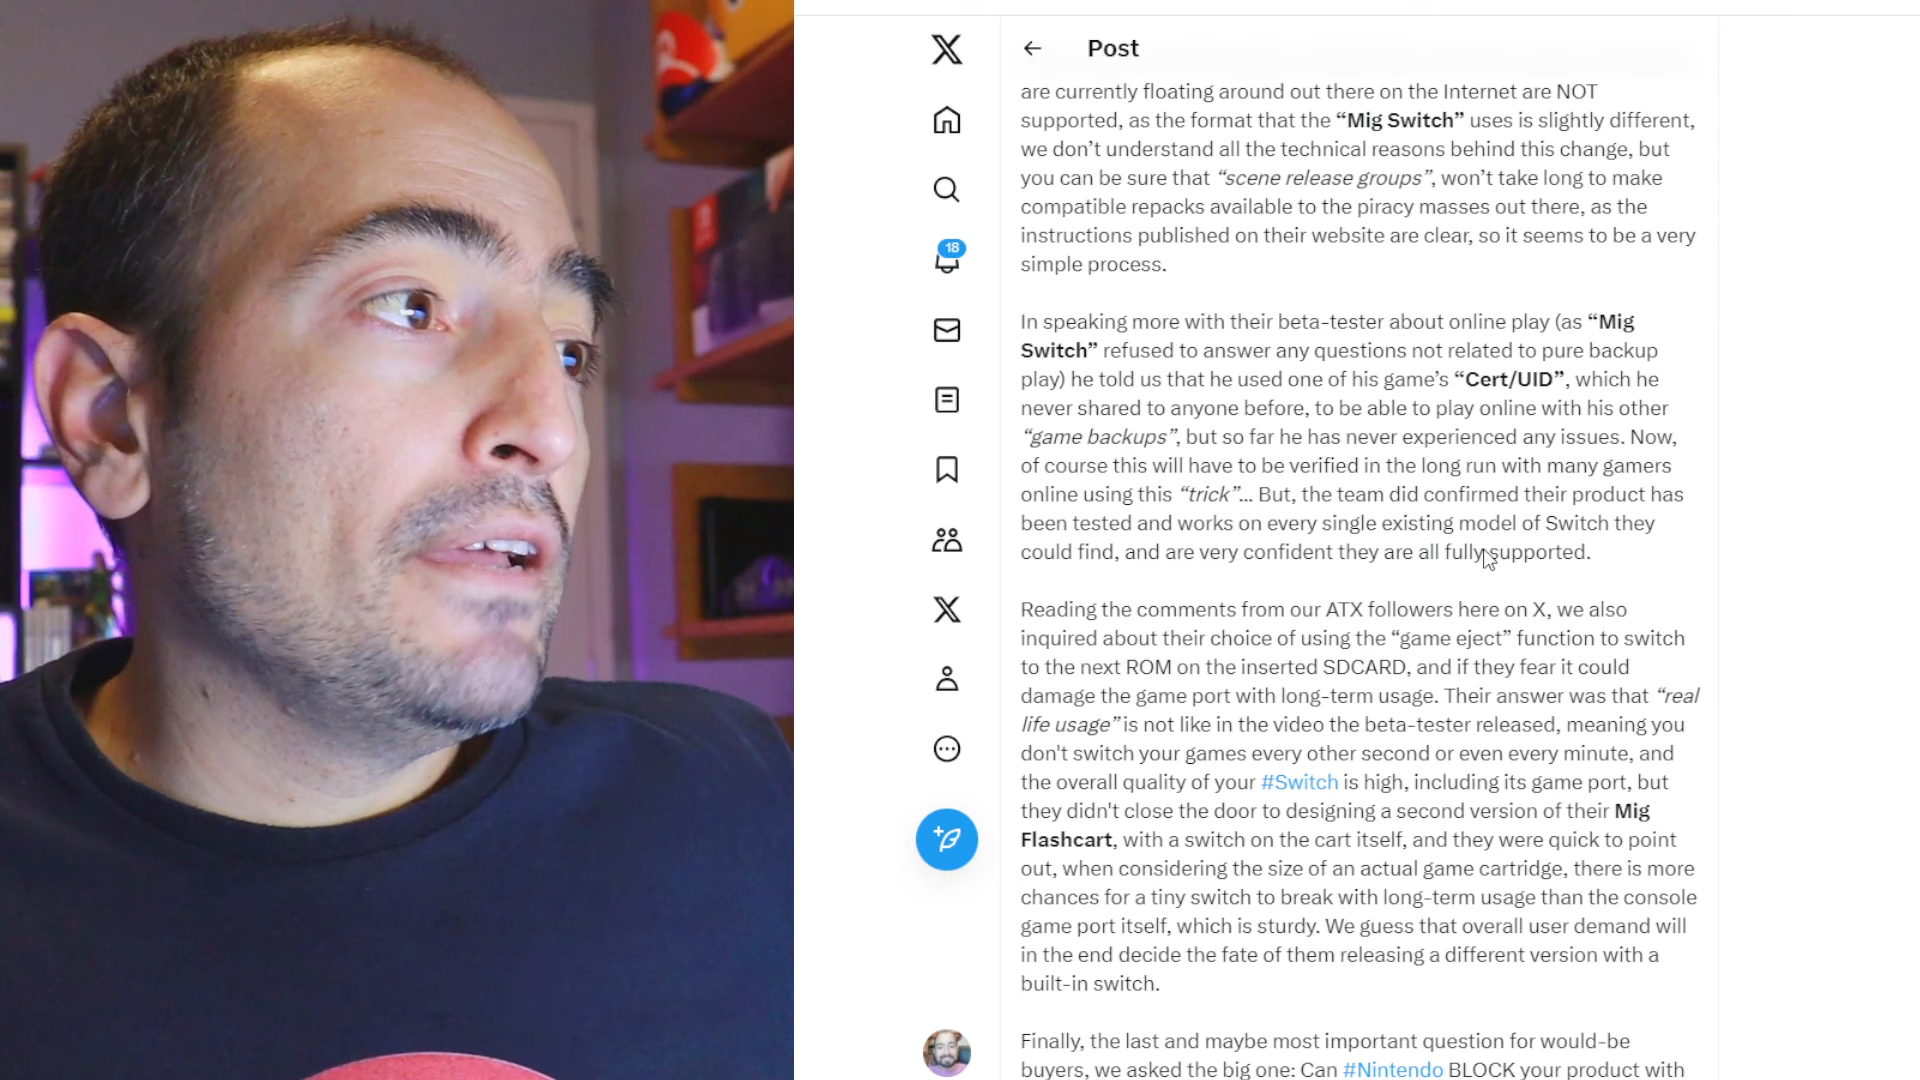 Post
are currently floating around out there on the Internet are NOT
supported, as the format that the “Mig Switch” uses is slightly different,
we don’t understand all the technical reasons behind this change, but
you can be sure that “scene release groups”, won’t take long to make
compatible repacks available to the piracy masses out there, as the
instructions published on their website are clear, so it seems to be a very
simple process.
In speaking more with their beta-tester about online play (as “Mig
Switch” refused to answer any questions not related to pure backup
play) he told us that he used one of his game’s “Cert/UID”, which he
never shared to anyone before, to be able to play online with his other
“game backups”, but so far he has never experienced any issues. Now,
of course this will have to be verified in the long run with many gamers
online using this “trick”... But, the team did confirmed their product has
been tested and works on every single existing model of Switch they
could find, and are very confident they are all fully supported.
Reading the comments from our ATX followers here on X, we also
inquired about their choice of using the “game eject” function to switch
to the next ROM on the inserted SDCARD, and if they fear it could
damage the game port with long-term usage. Their answer was that “real
life usage” is not like in the video the beta-tester released, meaning you
don't switch your games every other second or even every minute, and
the overall quality of your #Switch is high, including its game port, but
they didn't close the door to designing a second version of their Mig
Flashcart, with a switch on the cart itself, and they were quick to point
out, when considering the size of an actual game cartridge, there is more
chances for a tiny switch to break with long-term usage than the console
game port itself, which is sturdy. We guess that overall user demand will
in the end decide the fate of them releasing a different version with a
built-in switch.
Finally, the last and maybe most important question for would-be
buyers, we asked the big one: Can #Nintendo BLOCK your product with
18